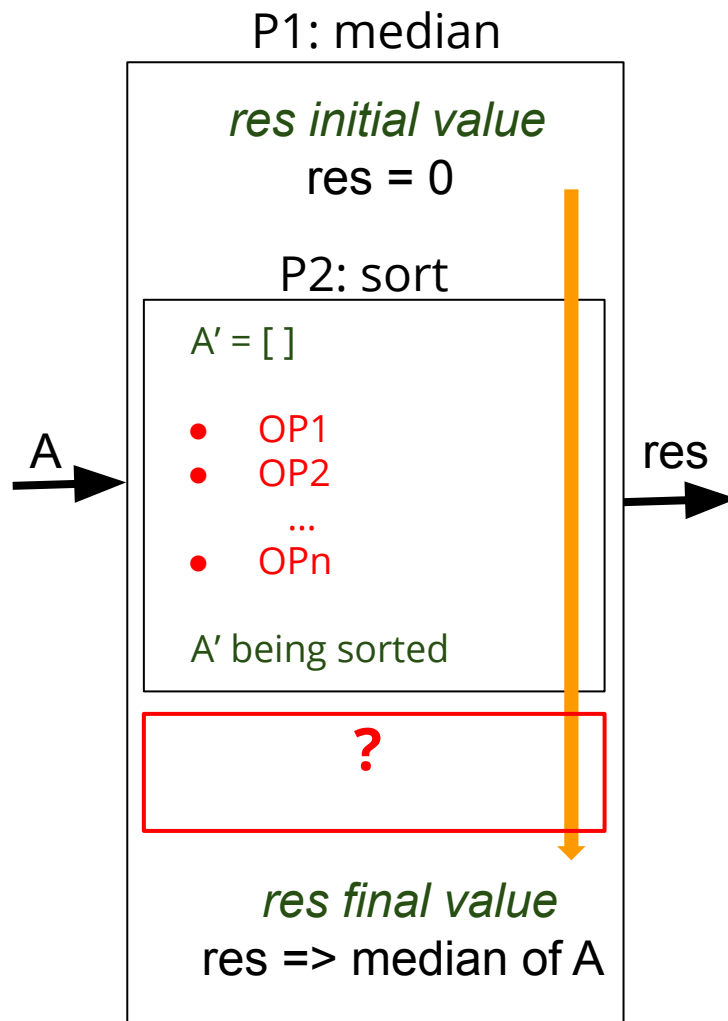 P1: median
res initial value
res = 0
P2: sort
A’ = [ ]
● OP1
A
res
● OP2
...
● OPn
A’ being sorted
?
res final value
res => median of A